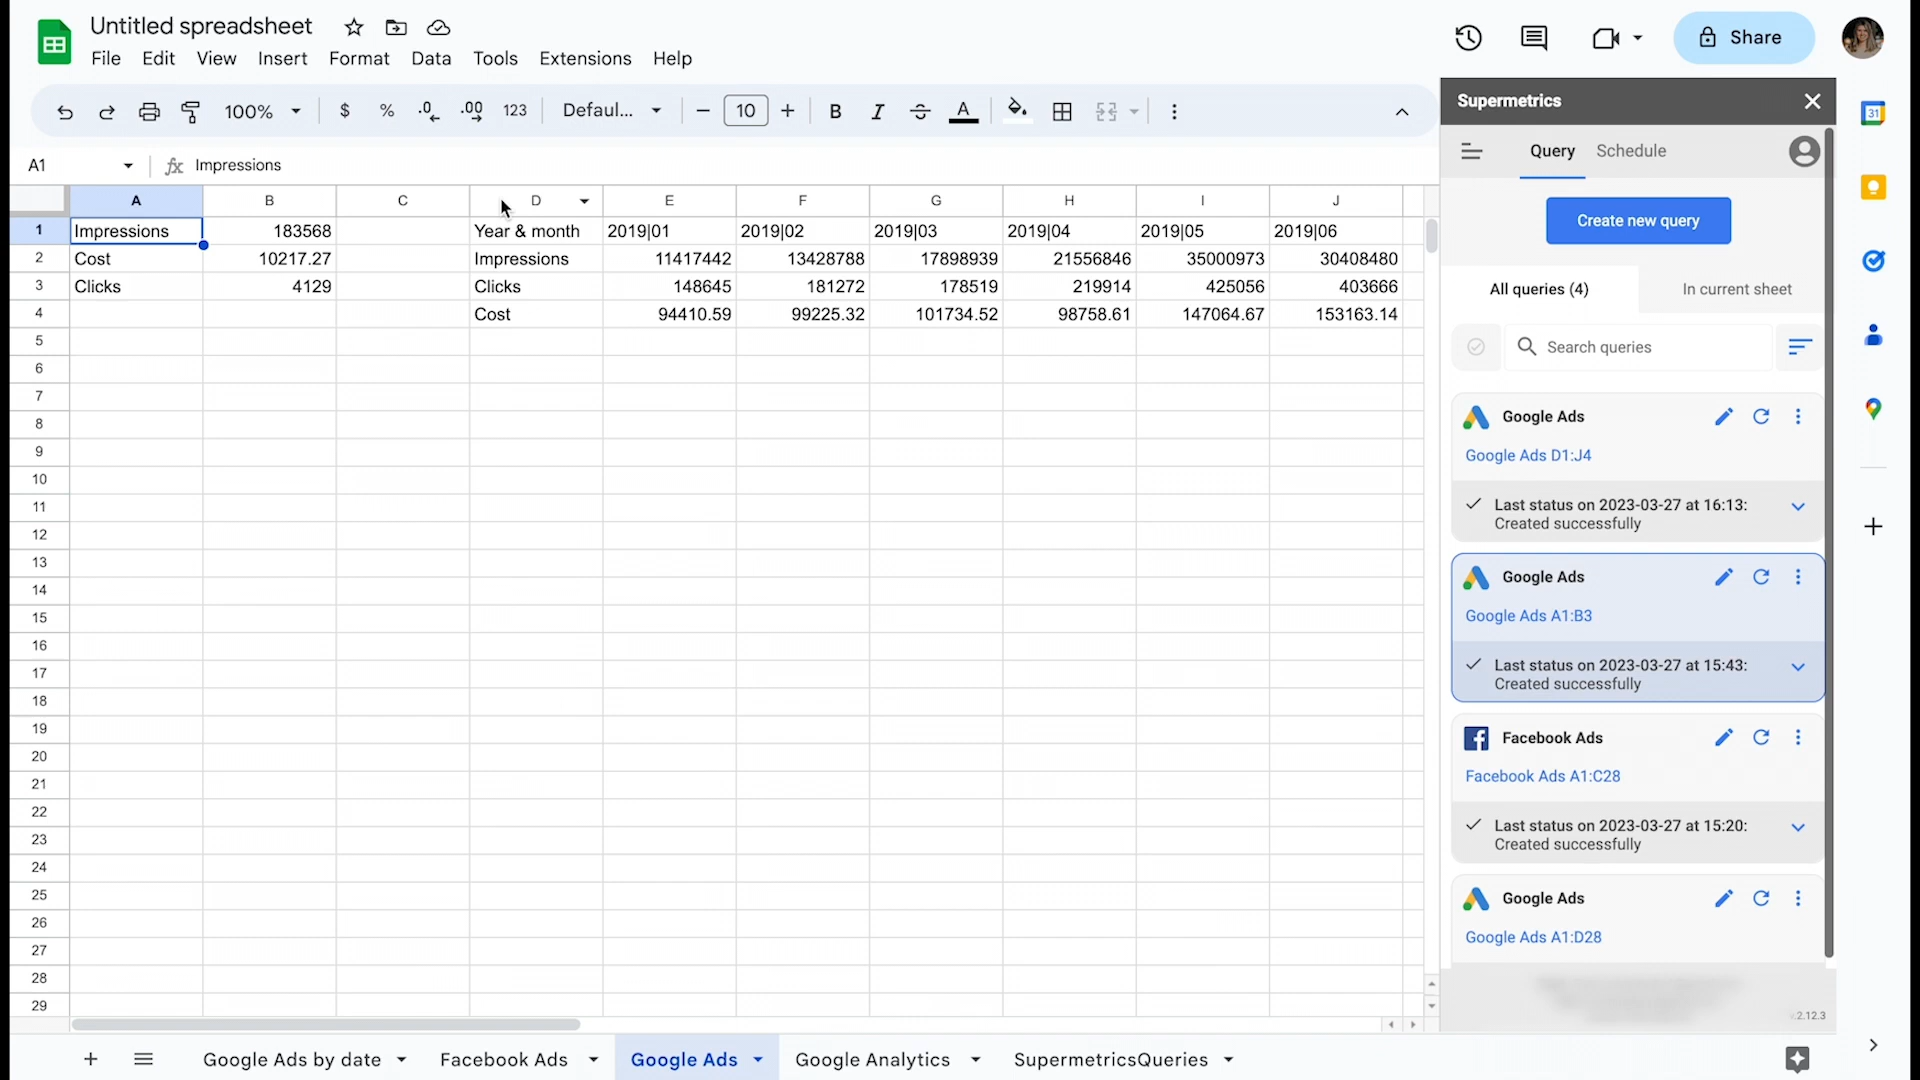 Untitled spreadsheet
File Edit View Insert Format Data Tools Extensions Help
Share
100% $ % .0 .00 123 Defaul... 10 B I A
A1 fx Impressions
A B C D E F G H I J
1 Impressions 183568 Year & month 2019|01 2019|02 2019|03 2019|04 2019|05 2019|06
2 Cost 10217.27 Impressions 11417442 13428788 17898939 21556846 35000973 30408480
3 Clicks 4129 Clicks 148645 181272 178519 219914 425056 403666
4 Cost 94410.59 99225.32 101734.52 98758.61 147064.67 153163.14
5
6
7
8
9
10
11
12
13
14
15
16
17
18
19
20
21
22
23
24
25
26
27
28
29
Google Ads by date Facebook Ads Google Ads Google Analytics SupermetricsQueries
Supermetrics
Query Schedule
Create new query
All queries (4) In current sheet
Search queries
Google Ads
Google Ads D1:J4
Last status on 2023-03-27 at 16:13:
Created successfully
Google Ads
Google Ads A1:B3
Last status on 2023-03-27 at 15:43:
Created successfully
Facebook Ads
Facebook Ads A1:C28
Last status on 2023-03-27 at 15:20:
Created successfully
Google Ads
Google Ads A1:D28
2.12.3
31